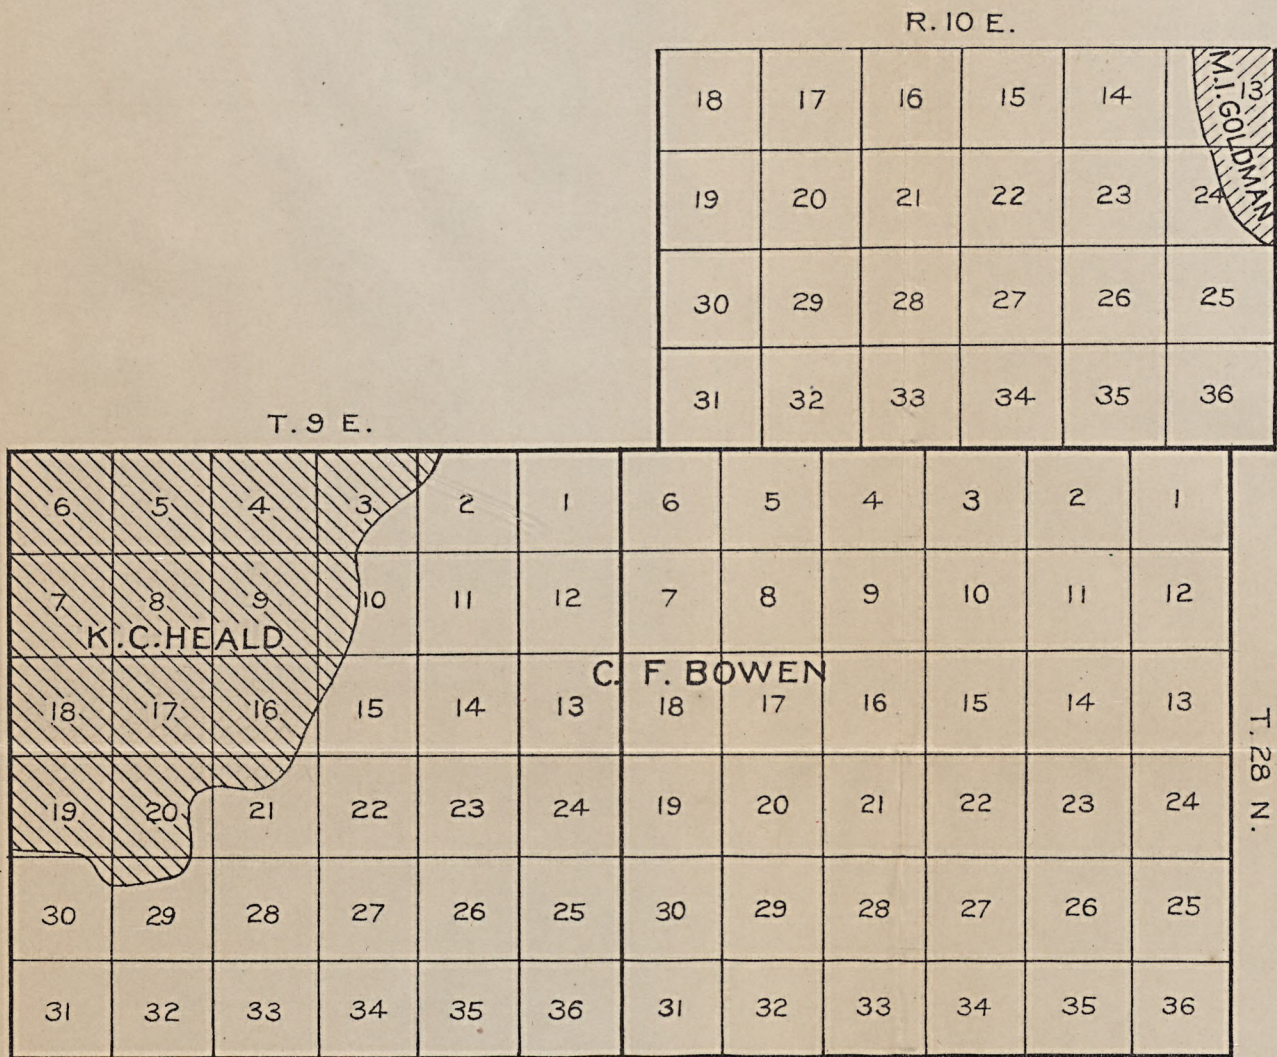 R. 10 E.
18 17 16 15 14 13
M.I. GOLDMAN
19 20 21 22 23 24
30 29 28 27 26 25
31 32 33 34 35 36
T. 9 E.
6 5 4 3 2 1 6 5 4 3 2 1
7 8 9 10 11 12 7 8 9 10 11 12
K.C. HEALD
C. F. BOWEN
18 17 16 15 14 13 18 17 16 15 14 13
T. 28 N.
19 20 21 22 23 24 19 20 21 22 23 24
30 29 28 27 26 25 30 29 28 27 26 25
31 32 33 34 35 36 31 32 33 34 35 36